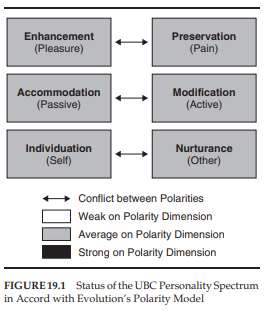 Enhancement Preservation
(Pleasure) (Pain)
Accommodation Modification
(Passive) (Active)
Individuation Nurturance
(Self) (Other)
Conflict between Polarities
Weak on Polarity Dimension
Average on Polarity Dimension
Strong on Polarity Dimension
FIGURE 19.1 Status of the UBC Personality Spectrum
in Accord with Evolution's Polarity Model